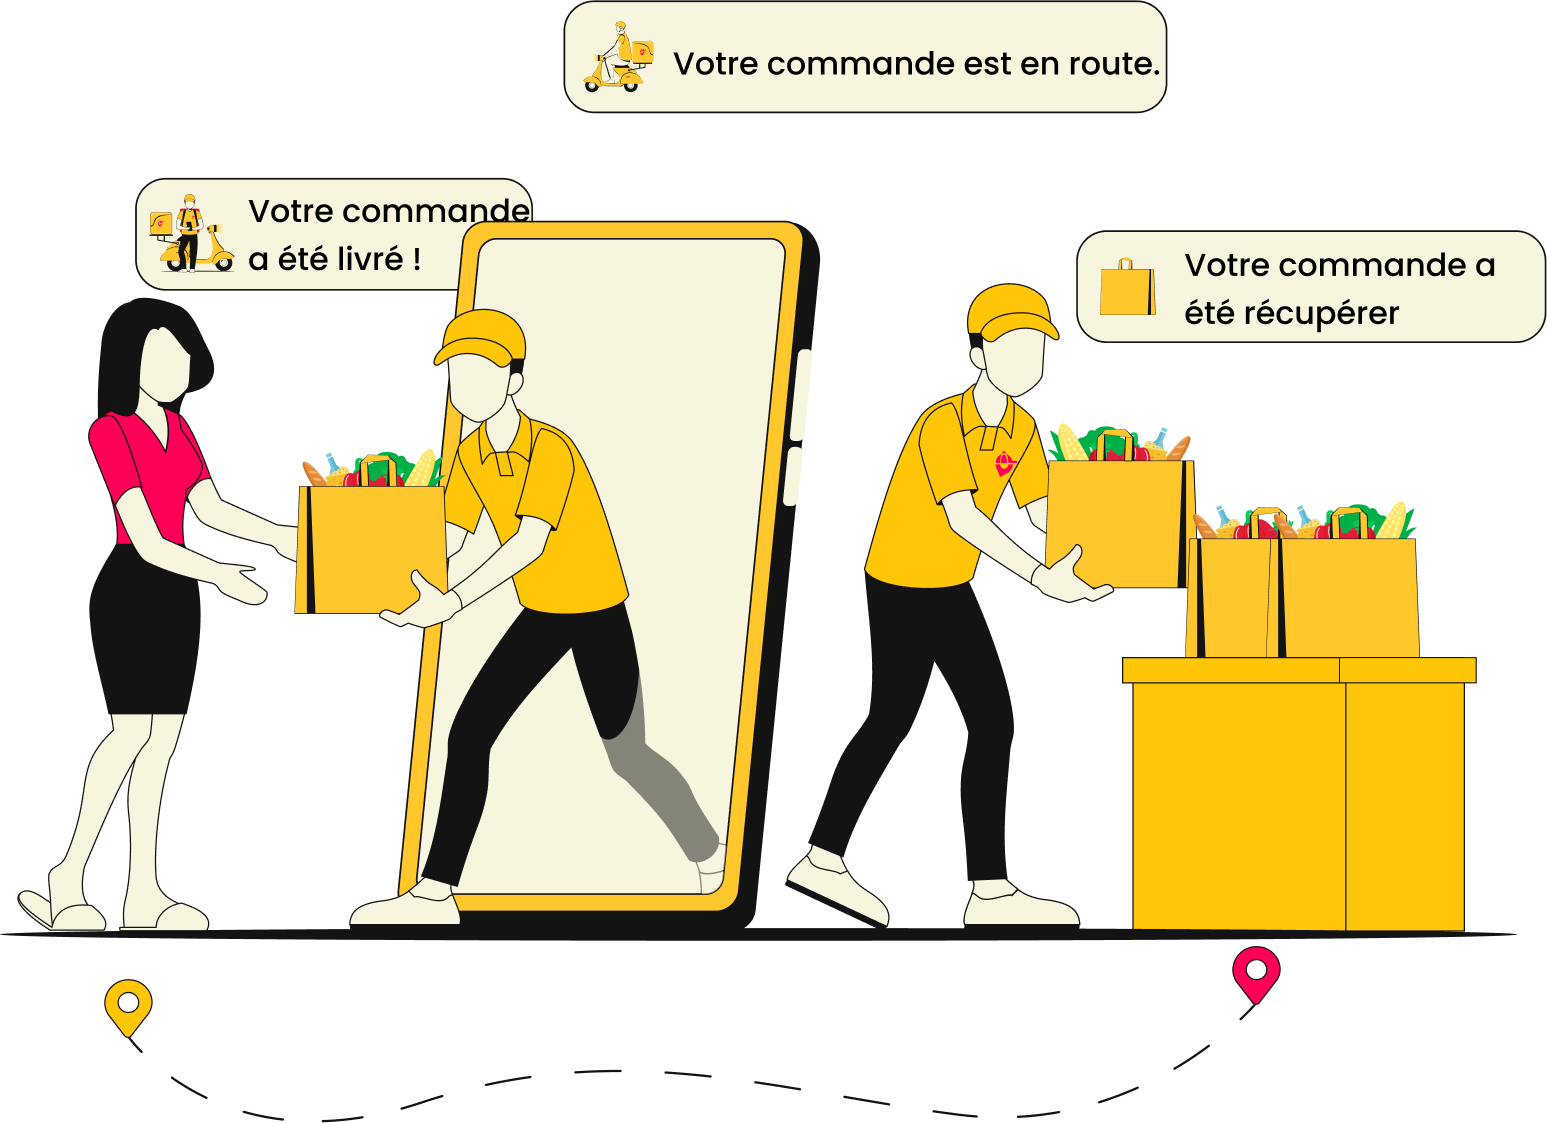 Votre commande est en route.
Votre commande
a été livré !
Votre commande a
été récupérer